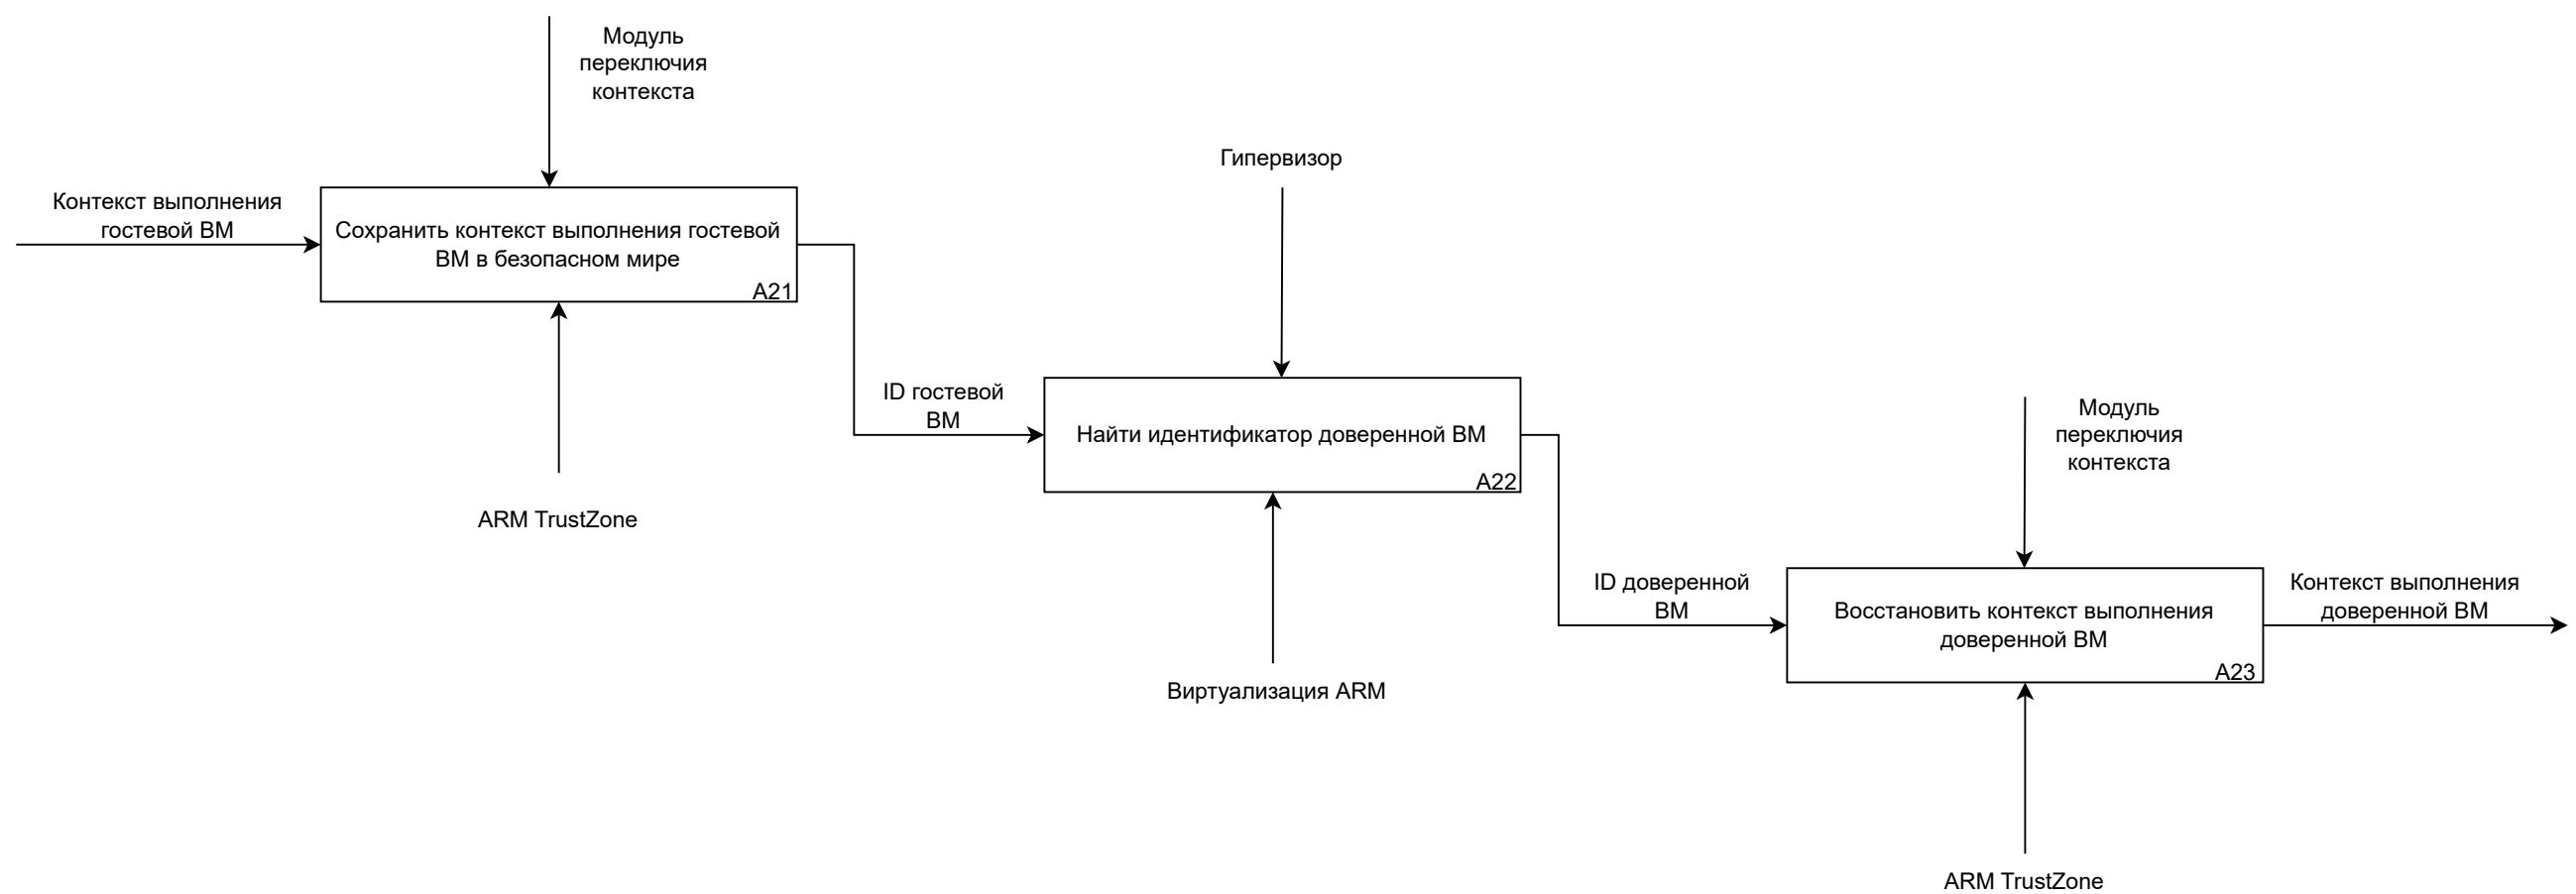 Модуль
переключия
контекста
Контекст выполнения
гостевой ВМ
Сохранить контекст выполнения гостевой
ВМ в безопасном мире
A21
ARM TrustZone
Гипервизор
ID гостевой
ВМ
Найти идентификатор доверенной ВМ
A22
Виртуализация ARM
Модуль
переключия
контекста
ID доверенной
ВМ
Восстановить контекст выполнения
доверенной ВМ
A23
Контекст выполнения
доверенной ВМ
ARM TrustZone